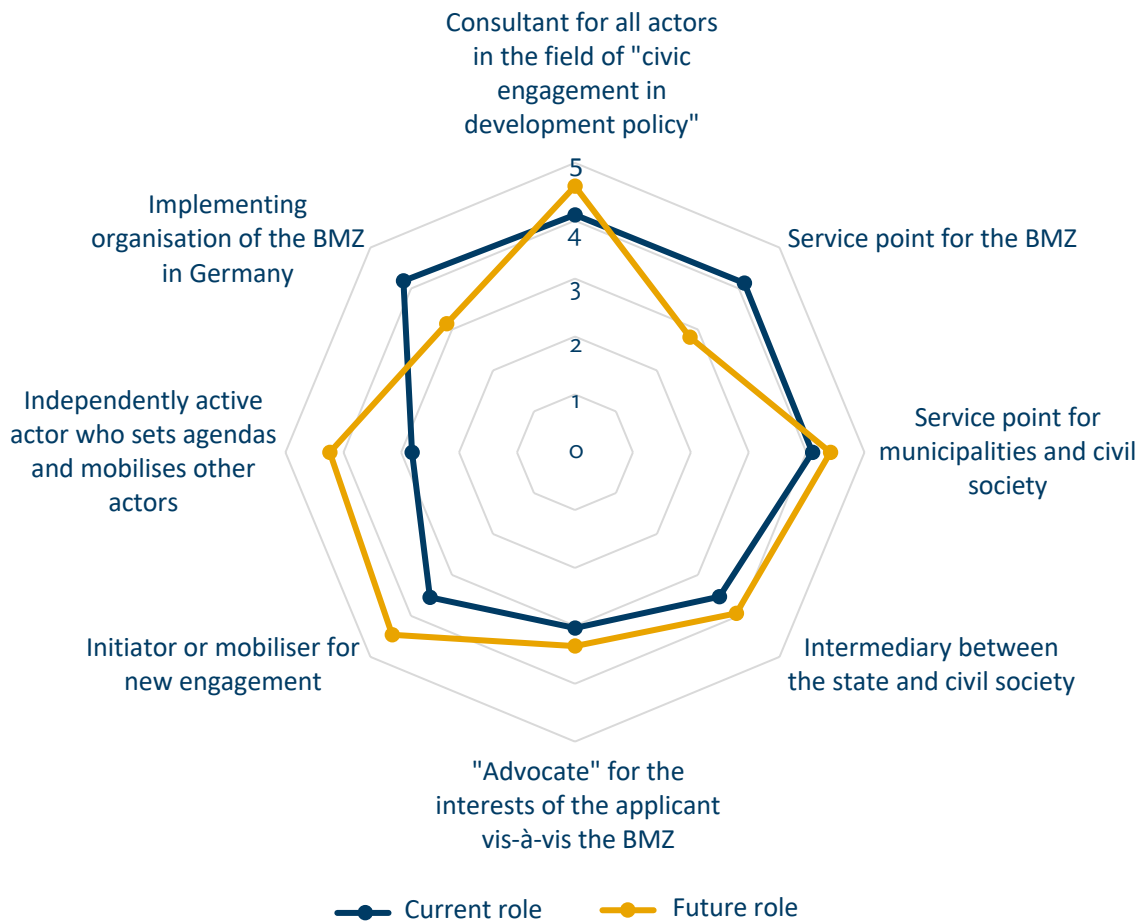 Consultant for all actors
in the field of "civic
engagement in
development policy"
Service point for the BMZ
Service point for
municipalities and civil
society
Intermediary between
the state and civil society
"Advocate" for the
interests of the applicant
vis-à-vis the BMZ
Initiator or mobiliser for
new engagement
Independently active
actor who sets agendas
and mobilises other
actors
Implementing
organisation of the BMZ
in Germany
5
4
3
2
1
0
Current role
Future role